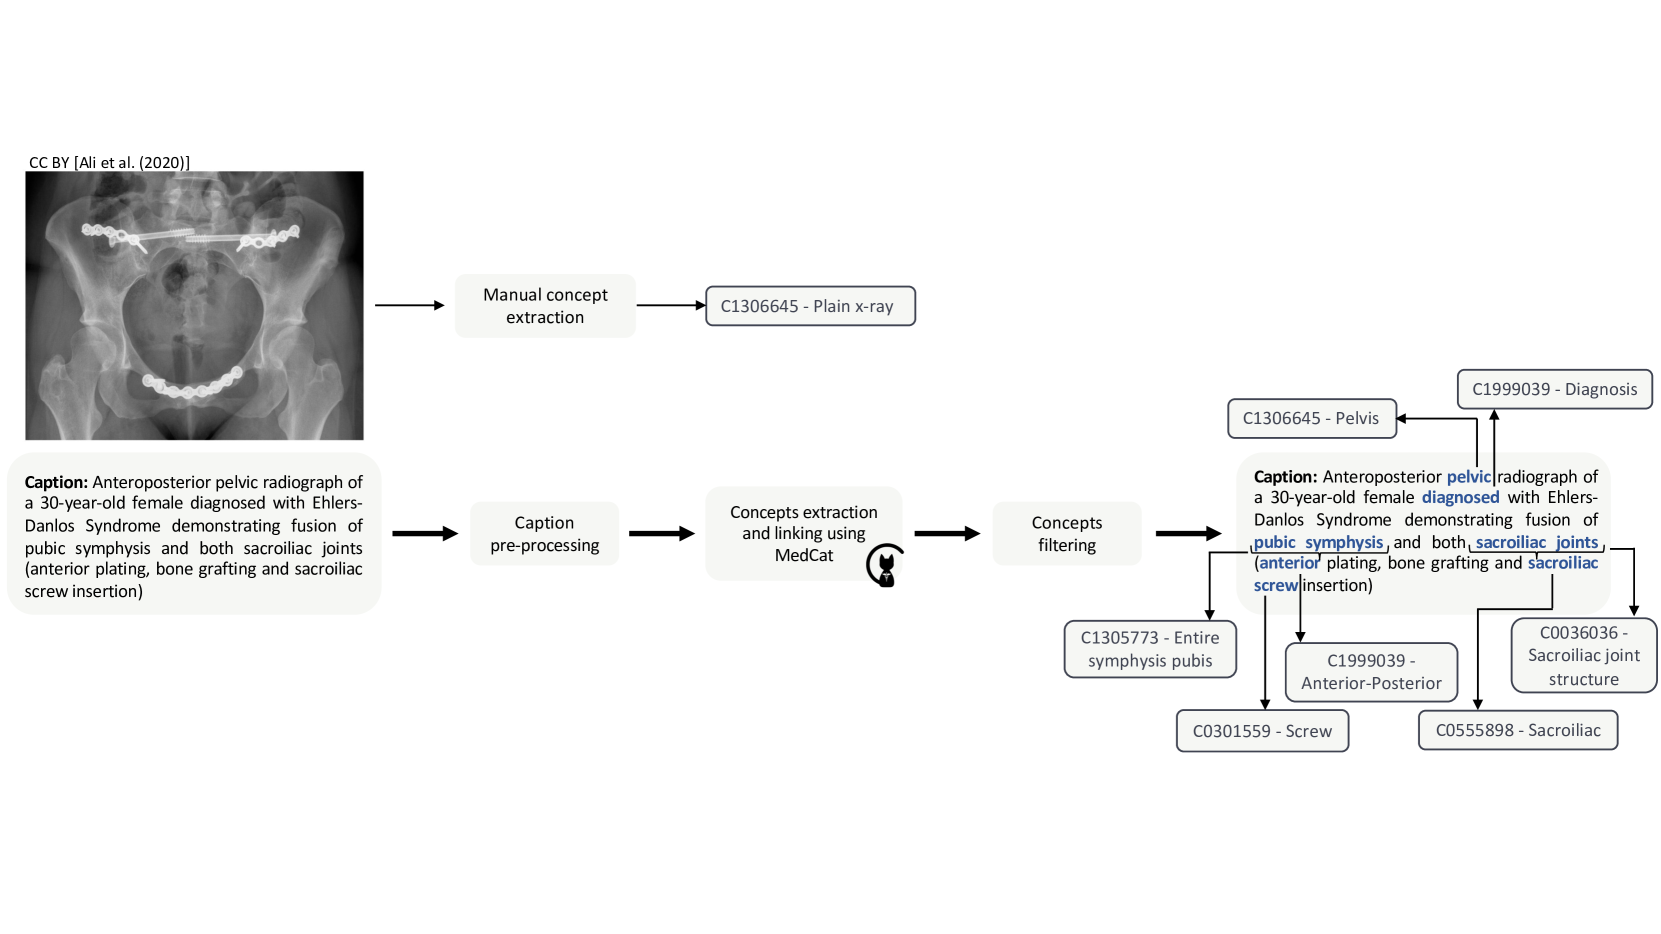 CC BY [Ali et al. (2020)]
Manual concept
extraction
C1306645 - Plain x-ray
Caption: Anteroposterior pelvic radiograph of
a 30-year-old female diagnosed with Ehlers-
Danlos Syndrome demonstrating fusion of
pubic symphysis and both sacroiliac joints
(anterior plating, bone grafting and sacroiliac
screw insertion)
Caption
pre-processing
Concepts extraction
and linking using
MedCat
Concepts
filtering
C1999039 - Diagnosis
C1306645 - Pelvis
Caption: Anteroposterior pelvic radiograph of
a 30-year-old female diagnosed with Ehlers-
Danlos Syndrome demonstrating fusion of
pubic symphysis and both sacroiliac joints
(anterior plating, bone grafting and sacroiliac
screw insertion)
C1305773 - Entire
symphysis pubis
C1999039 -
Anterior-Posterior
C0036036 -
Sacroiliac joint
structure
C0301559 - Screw
C0555898 - Sacroiliac